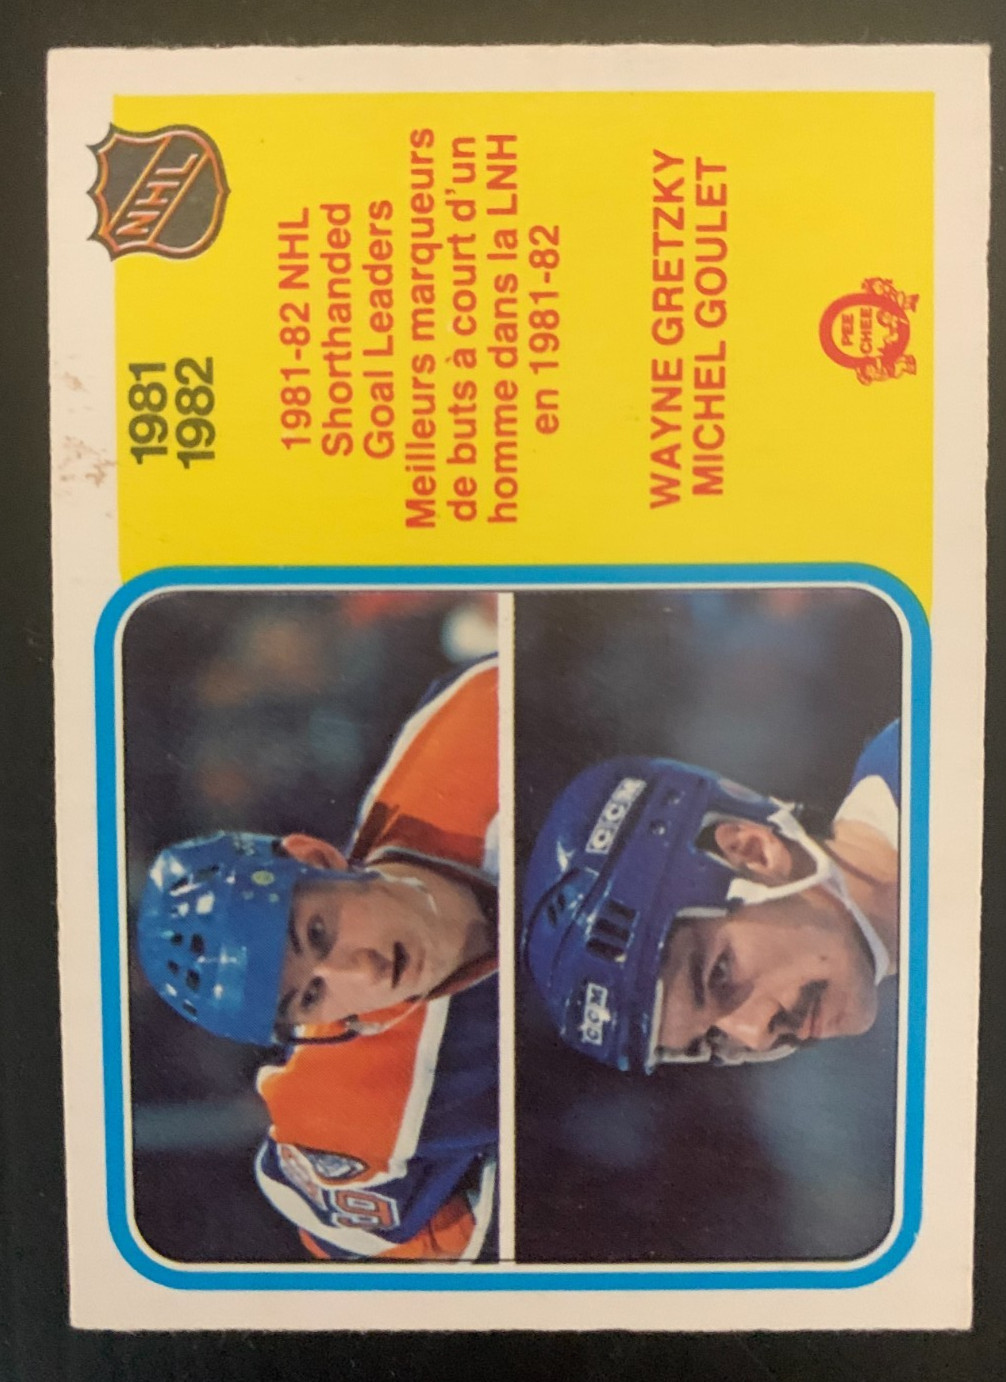 NHL
1981
1982
1981-82 NHL
Shorthanded
Goal Leaders
Meilleurs marqueurs
de buts à court d'un
homme dans la LNH
en 1981-82
WAYNE GRETZKY
MICHEL GOULET
PEE
CHEE
CCM
CCM